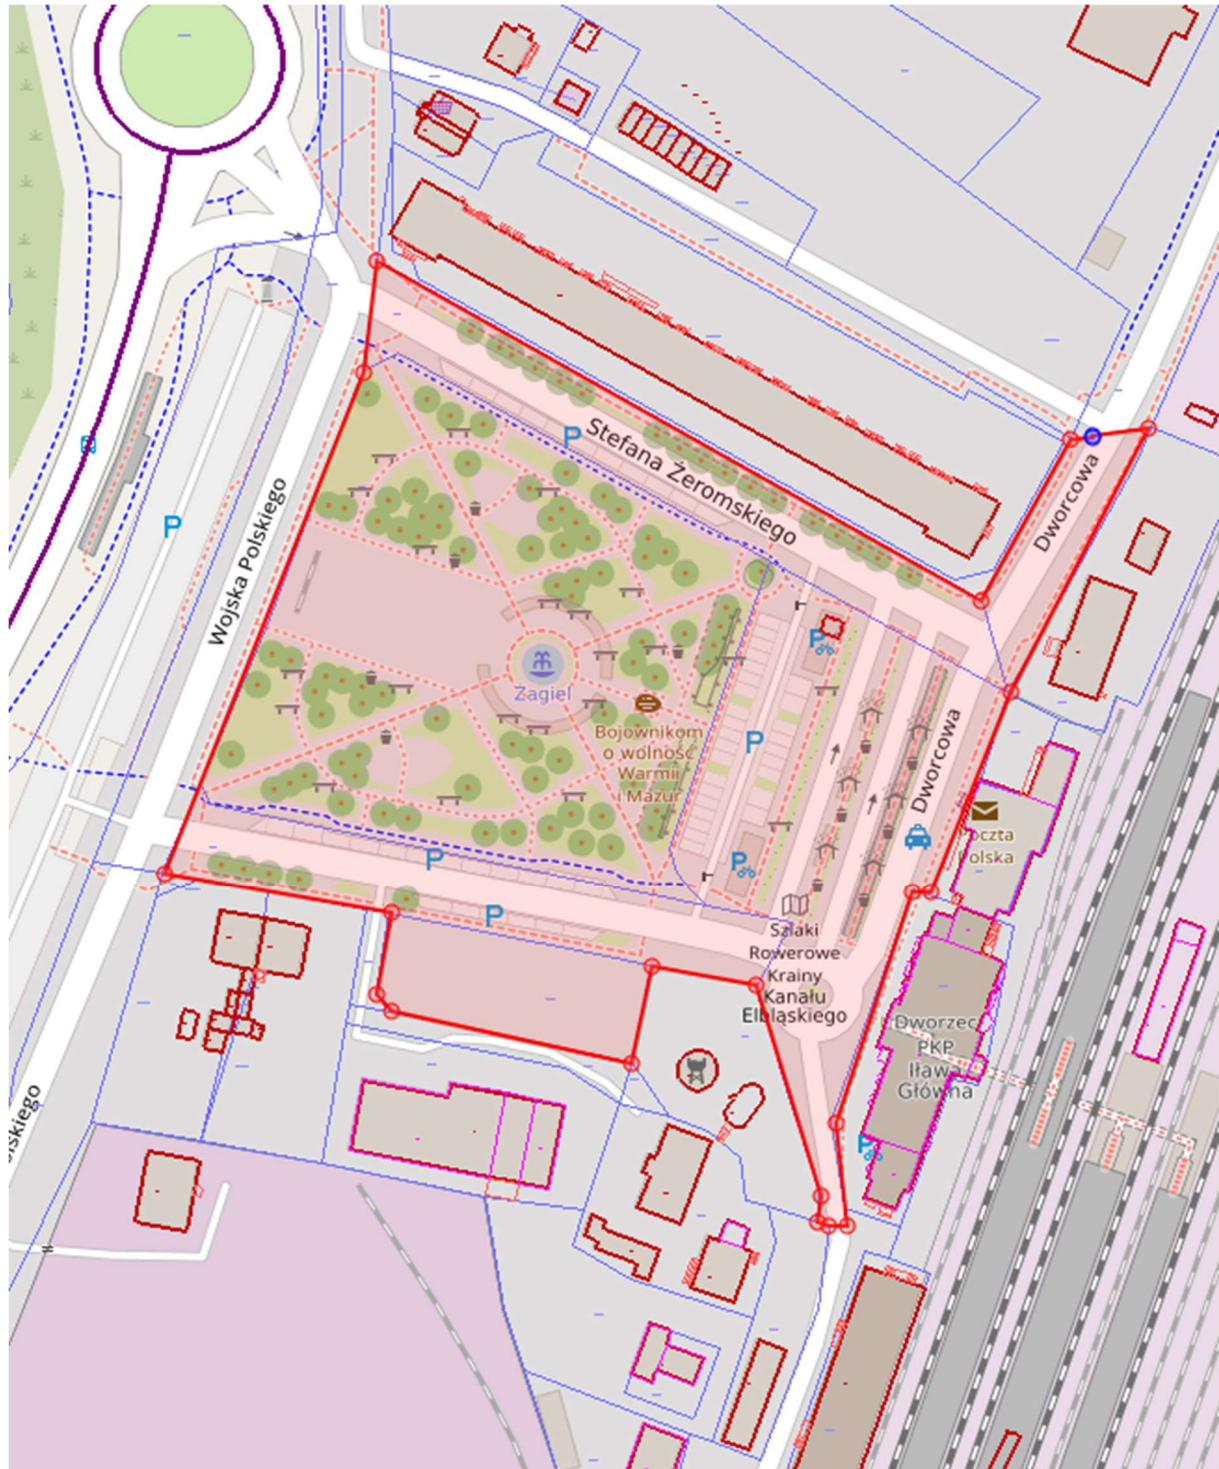 P
Stefana Żeromskiego
Dworcowa
P
Wojska Polskiego
P
Żagiel
Bojownikom
o wolność
Warmii
i Mazur
P
Dworcowa
Poczta
Polska
P
P
P
Szlaki
Rowerowe
Krainy
Kanału
Elbląskiego
Dworzec
PKP
Iława
Główna
P
olskiego